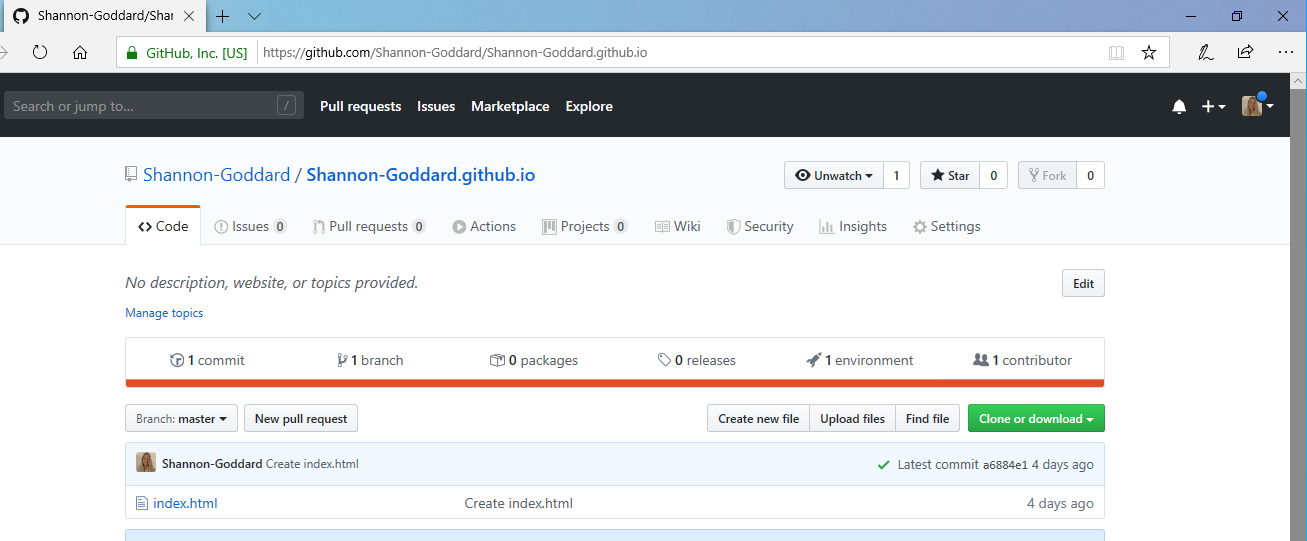 Shannon-Goddard/Shan
GitHub, Inc. [US] https://github.com/Shannon-Goddard/Shannon-Goddard.github.io
Search or jump to... / Pull requests Issues Marketplace Explore
Shannon-Goddard / Shannon-Goddard.github.io Unwatch 1 Star 0 Fork 0
Code Issues 0 Pull requests 0 Actions Projects 0 Wiki Security Insights Settings
No description, website, or topics provided. Edit
Manage topics
1 commit 1 branch 0 packages 0 releases 1 environment 1 contributor
Branch: master New pull request Create new file Upload files Find file Clone or download
Shannon-Goddard Create index.html Latest commit a6884e1 4 days ago
index.html Create index.html 4 days ago